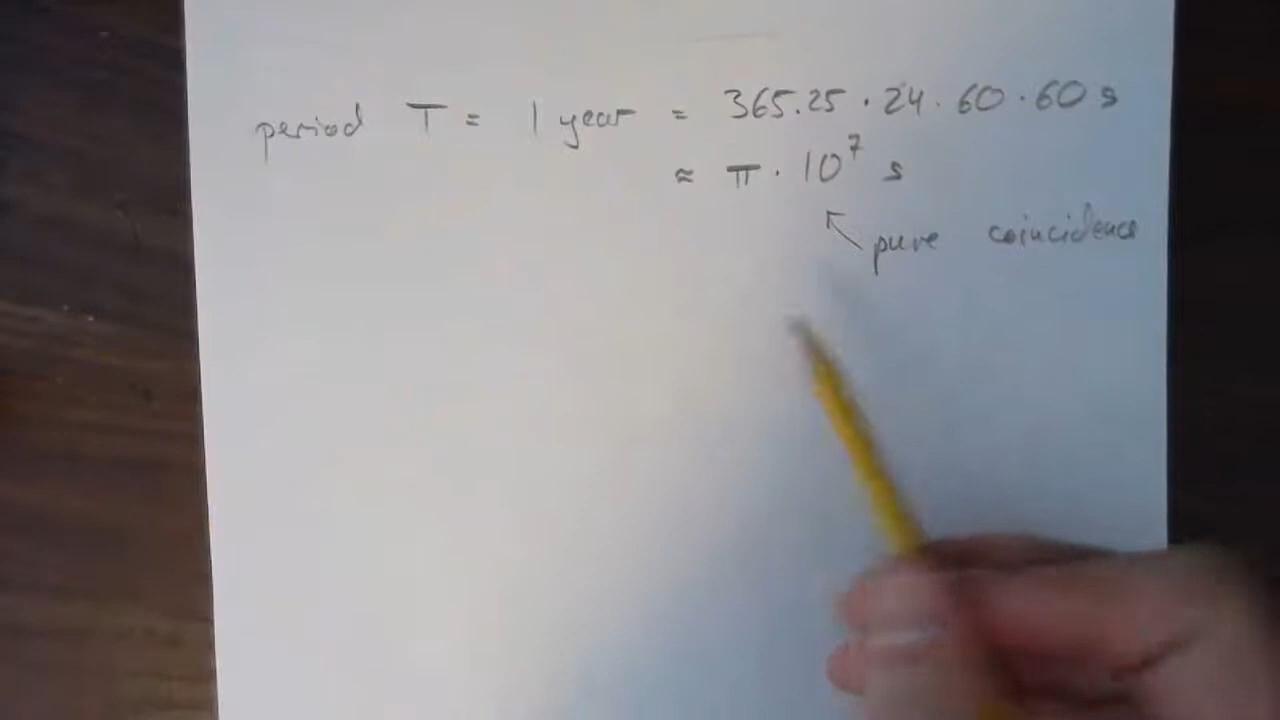 period T = 1 year = 365.25 · 24 · 60 · 60 s
≈ π · 10⁷ s
pure coincidence